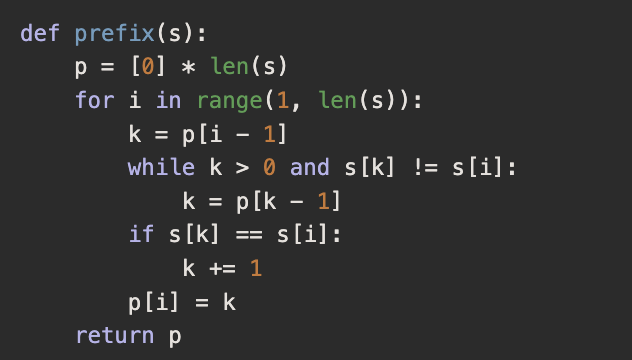 def prefix(s):
    p = [0] * len(s)
    for i in range(1, len(s)):
        k = p[i - 1]
        while k > 0 and s[k] != s[i]:
            k = p[k - 1]
        if s[k] == s[i]:
            k += 1
        p[i] = k
    return p